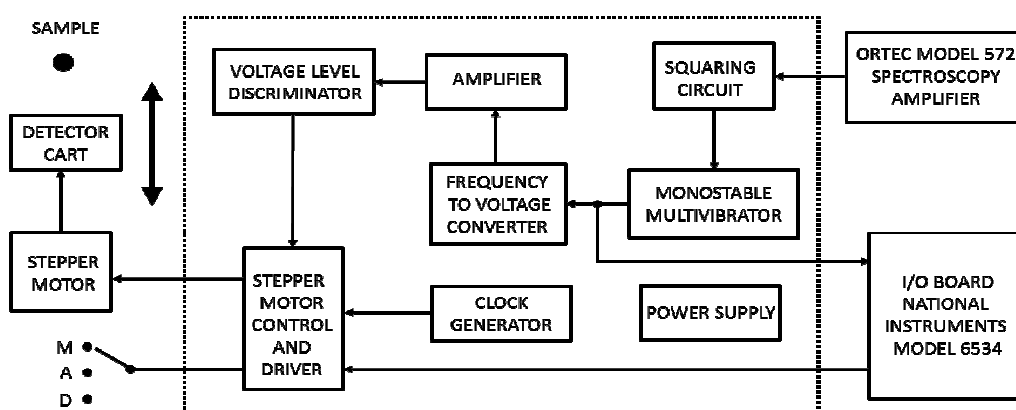 SAMPLE
DETECTOR
CART
STEPPER
MOTOR
M
A
D
VOLTAGE LEVEL
DISCRIMINATOR
AMPLIFIER
SQUARING
CIRCUIT
ORTEC MODEL 572
SPECTROSCOPY
AMPLIFIER
FREQUENCY
TO VOLTAGE
CONVERTER
MONOSTABLE
MULTIVIBRATOR
STEPPER
MOTOR
CONTROL
AND
DRIVER
CLOCK
GENERATOR
POWER SUPPLY
I/O BOARD
NATIONAL
INSTRUMENTS
MODEL 6534